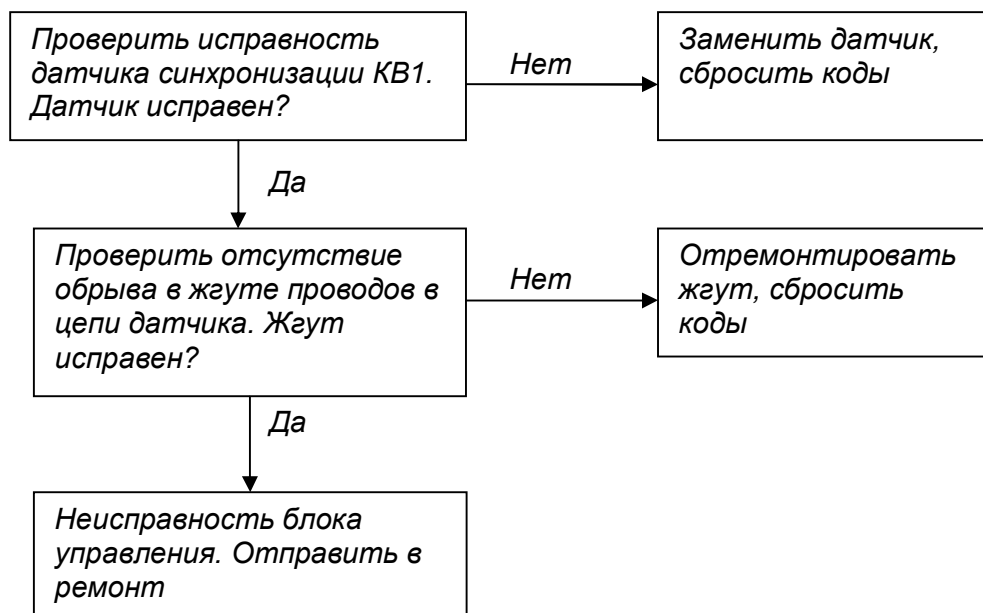 Проверить исправность
датчика синхронизации КВ1.
Датчик исправен?
Нет
Заменить датчик,
сбросить коды
Да
Проверить отсутствие
обрыва в жгуте проводов в
цепи датчика. Жгут
исправен?
Нет
Отремонтировать
жгут, сбросить
коды
Да
Неисправность блока
управления. Отправить в
ремонт